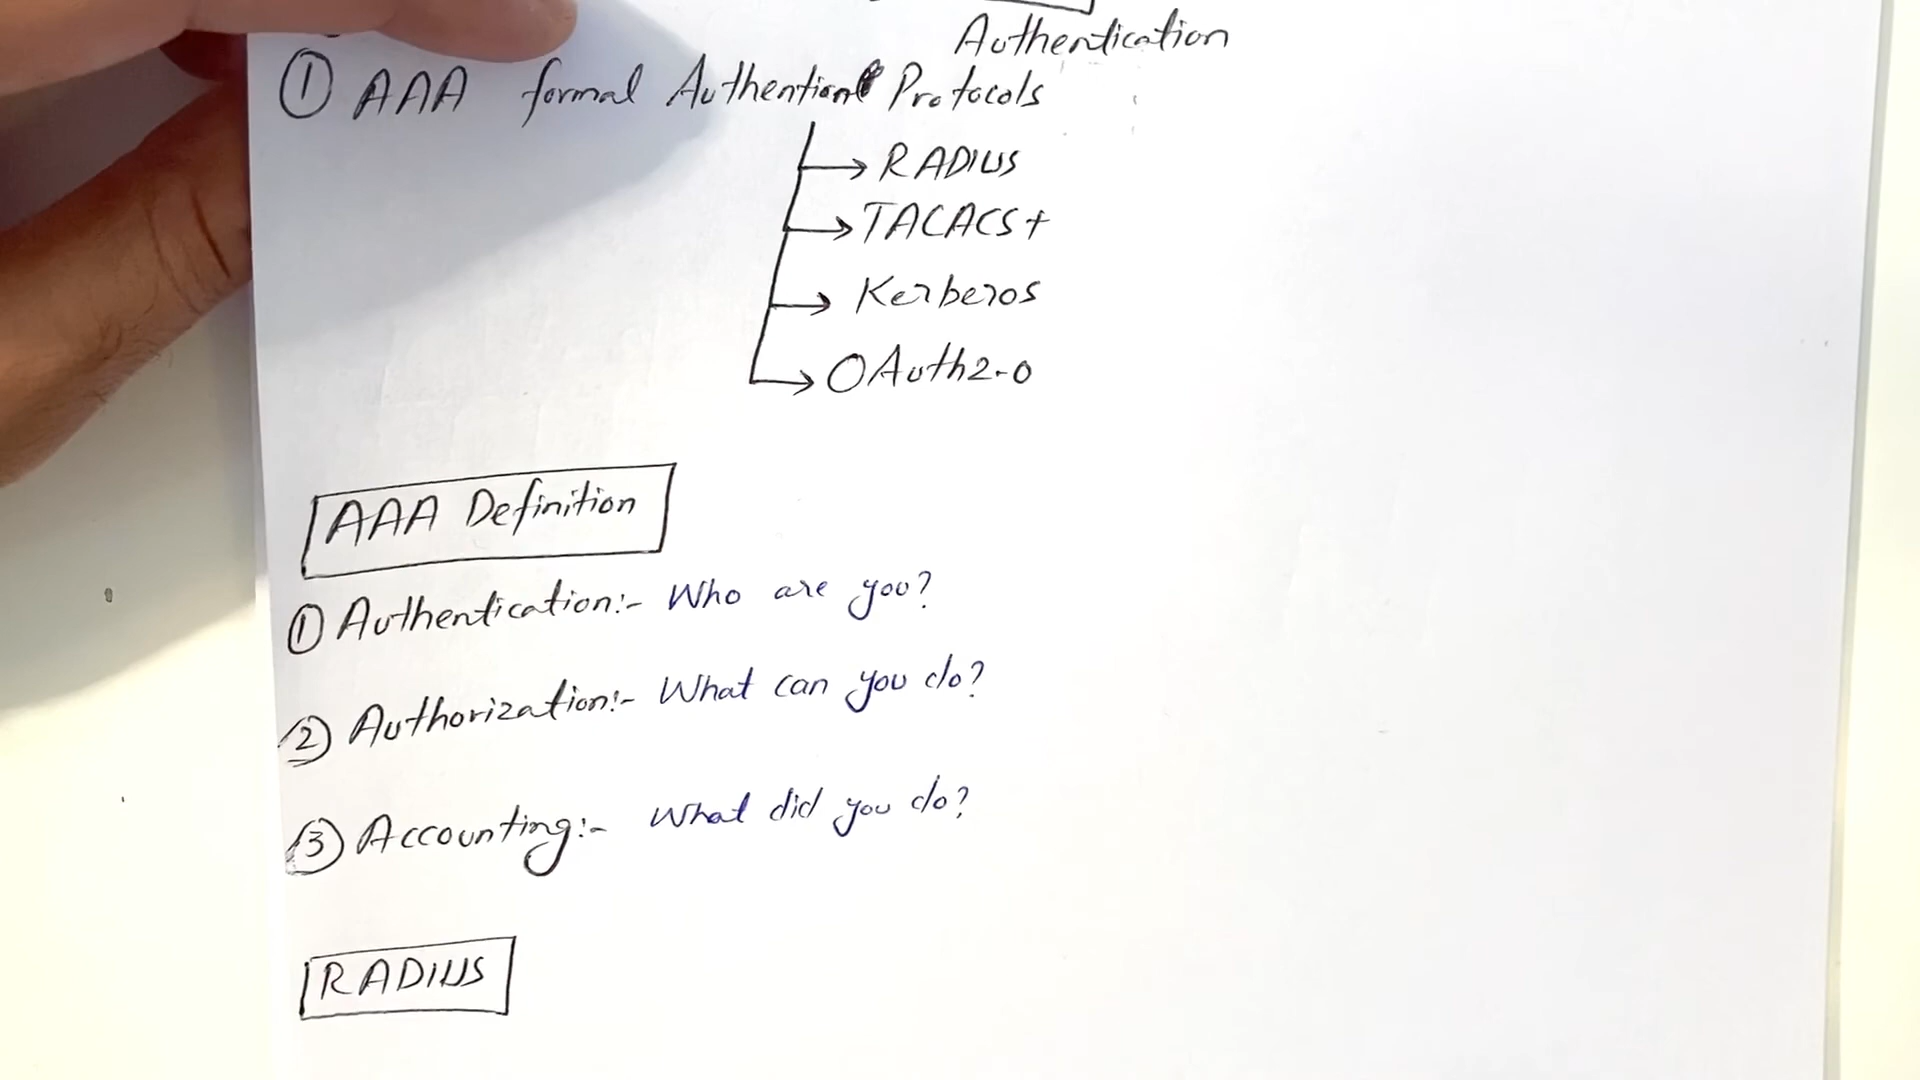 Authentication
① AAA formal Authention Protocols
→ RADIUS
→ TACACS+
→ Kerberos
→ OAuth2.0
AAA Definition
① Authentication:- Who are you?
② Authorization:- What can you do?
③ Accounting:- What did you do?
RADIUS